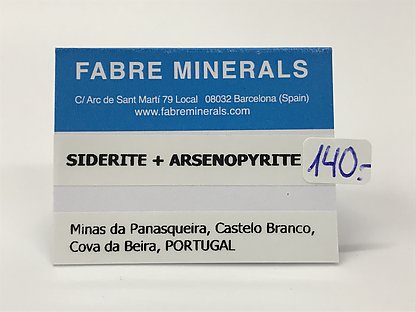 FABRE MINERALS
C/ Arc de Sant Martí 79 Local 08032 Barcelona (Spain)
www.fabreminerals.com
SIDERITE + ARSENOPYRITE 140.-
Minas da Panasqueira, Castelo Branco,
Cova da Beira, PORTUGAL